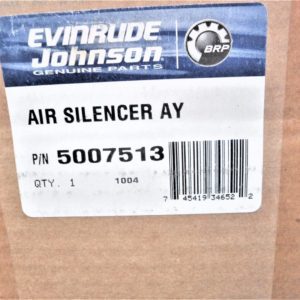 EVINRUDE
Johnson
GENUINE PARTS
BRP
AIR SILENCER AY
P/N 5007513
QTY. 1 1004
7 45419 34652 2